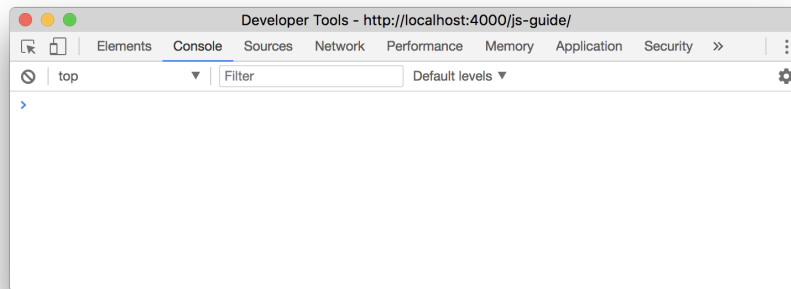 Developer Tools - http://localhost:4000/js-guide/
Elements Console Sources Network Performance Memory Application Security »
top Filter Default levels